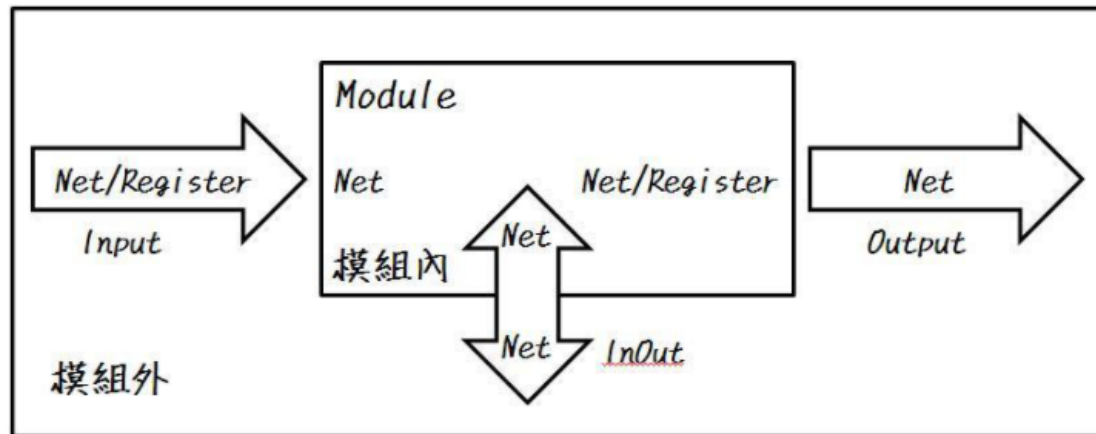 Module
Net/Register
Net
Net/Register
Net
Input
Net
Output
模組內
Net
InOut
模組外